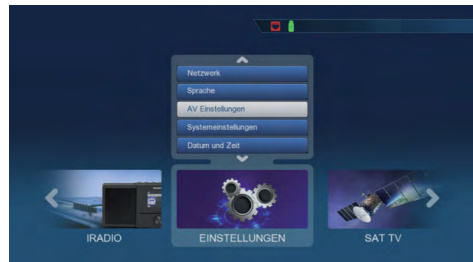 Netzwerk
Sprache
AV Einstellungen
Systemeinstellungen
Datum und Zeit
IRADIO
EINSTELLUNGEN
SAT TV